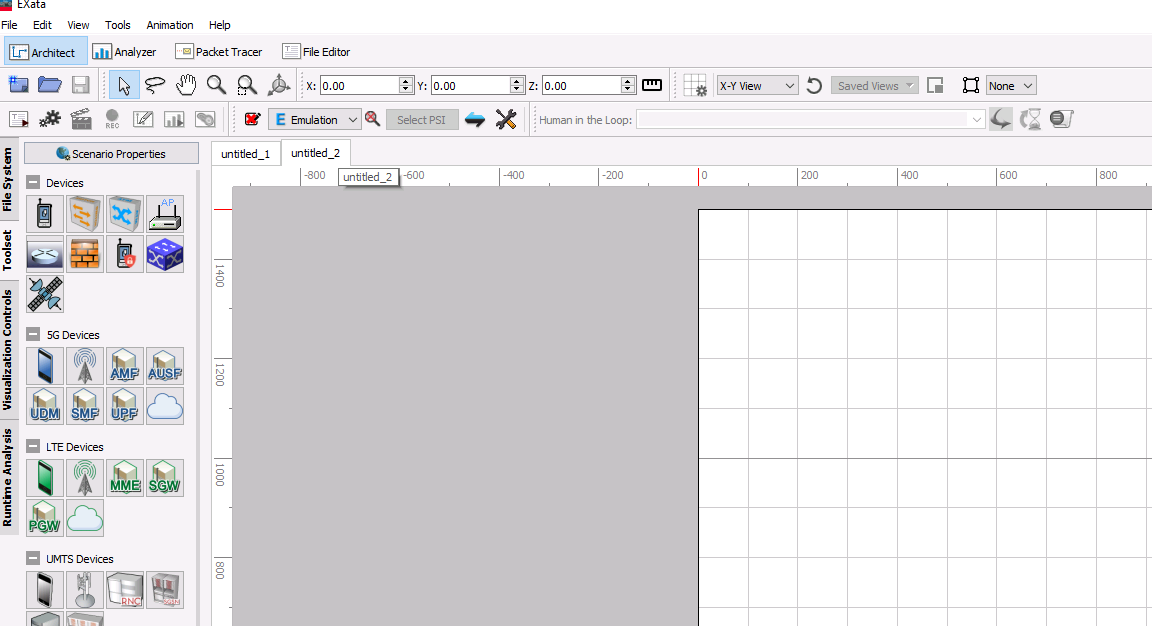 EXata
File Edit View Tools Animation Help
Architect Analyzer Packet Tracer File Editor
X: 0.00 Y: 0.00 Z: 0.00 X-Y View Saved Views None
REC E Emulation Select PSI Human in the Loop:
File System
Toolset
Visualization Controls
Runtime Analysis
Scenario Properties
Devices
AP
5G Devices
AMF AUSF
UDM SMF UPF
LTE Devices
MME SGW
PGW
UMTS Devices
RNC
untitled_1 untitled_2
untitled_2
-800 -600 -400 -200 0 200 400 600 800
1400
1200
1000
800